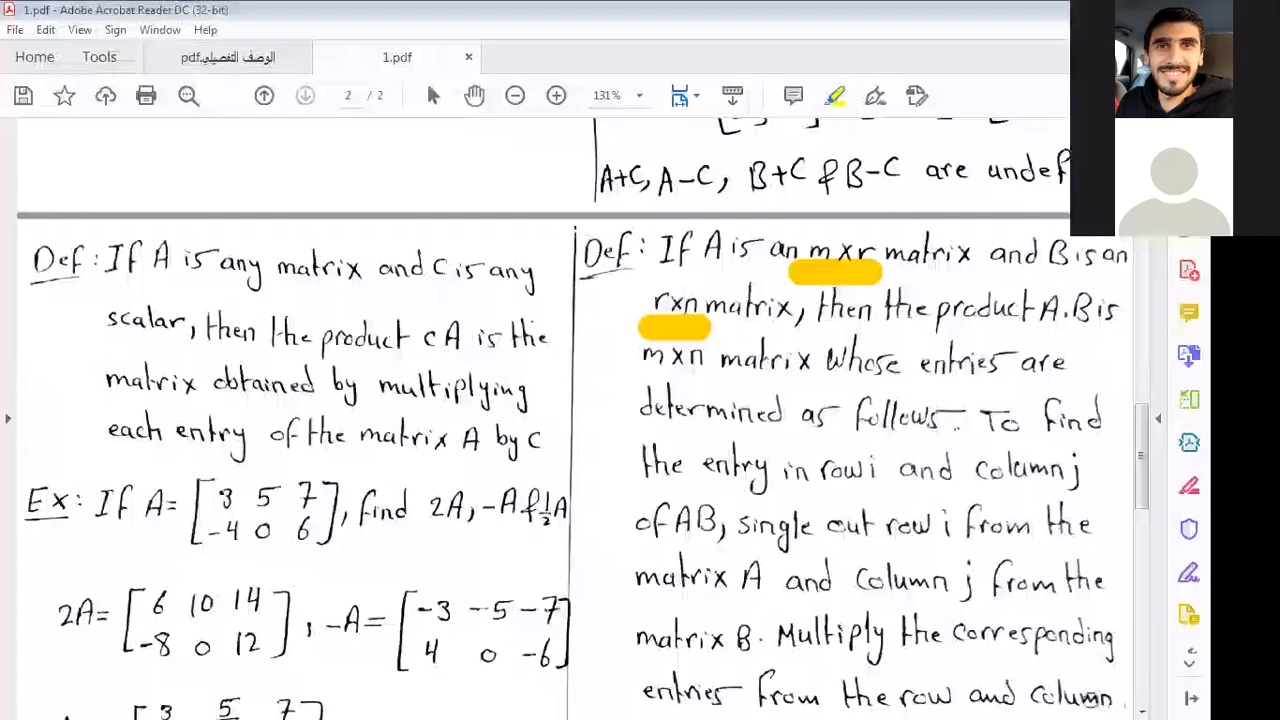 1.pdf - Adobe Acrobat Reader DC (32-bit)
File Edit View Sign Window Help
Home Tools الوصف التفصيلي.pdf 1.pdf ×
2 / 2 131%
A+C, A-C, B+C & B-C are undef
Def: If A is any matrix and C is any
scalar, then the product cA is the
matrix obtained by multiplying
each entry of the matrix A by C
Ex: If A= [3 5 7
-4 0 6], find 2A, -A & 1/2 A
2A= [6 10 14
-8 0 12], -A= [-3 -5 -7
4 0 -6]
3 5 7
Def: If A is an m×r matrix and B is an
r×n matrix, then the product A.B is
m×n matrix whose entries are
determined as follows. To find
the entry in row i and column j
of AB, single out row i from the
matrix A and column j from the
matrix B. Multiply the corresponding
entries from the row and column